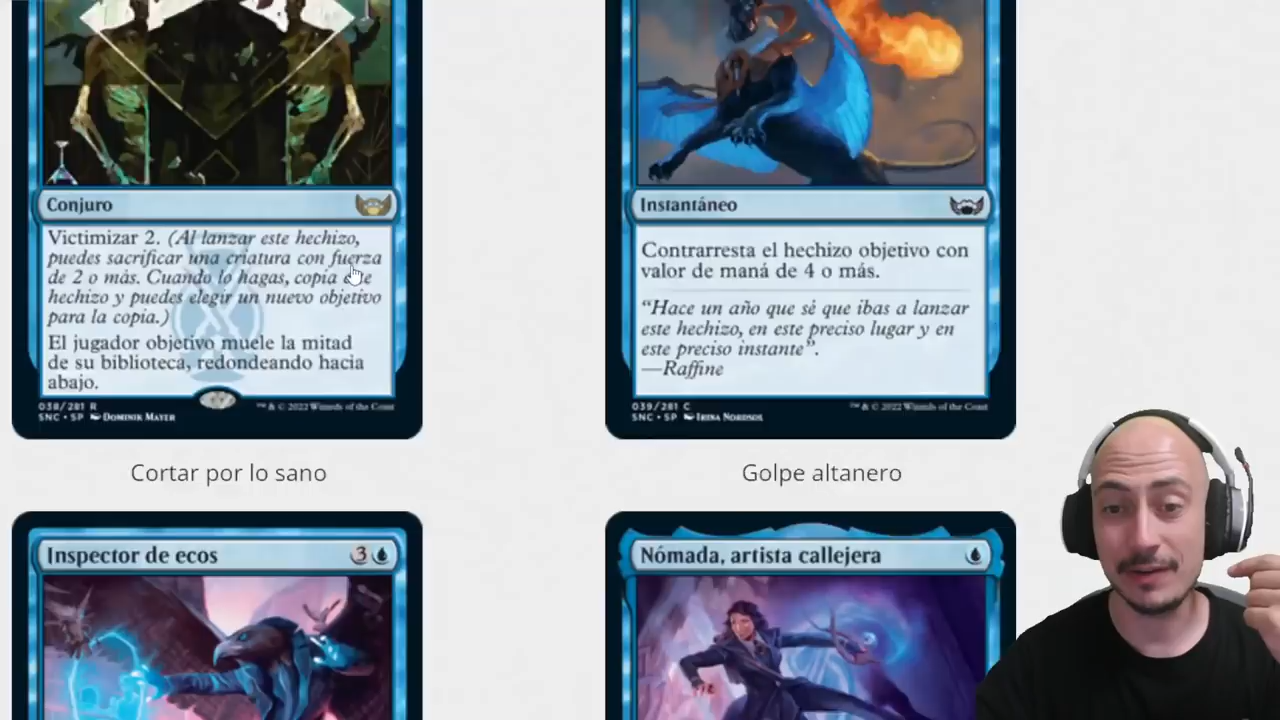 Conjuro
Victimizar 2. (Al lanzar este hechizo,
puedes sacrificar una criatura con fuerza
de 2 o más. Cuando lo hagas, copia este
hechizo y puedes elegir un nuevo objetivo
para la copia.)
El jugador objetivo muele la mitad
de su biblioteca, redondeando hacia
abajo.
038/281 R
SNC • SP DOMINIK MAYER
™ & © 2022 Wizards of the Coast
Cortar por lo sano
Instantáneo
Contrarresta el hechizo objetivo con
valor de maná de 4 o más.
“Hace un año que sé que ibas a lanzar
este hechizo, en este preciso lugar y en
este preciso instante”.
—Raffine
039/281 C
SNC • SP IRINA NORDSOL
™ & © 2022 Wizards of the Coast
Golpe altanero
Inspector de ecos 3
Nómada, artista callejera